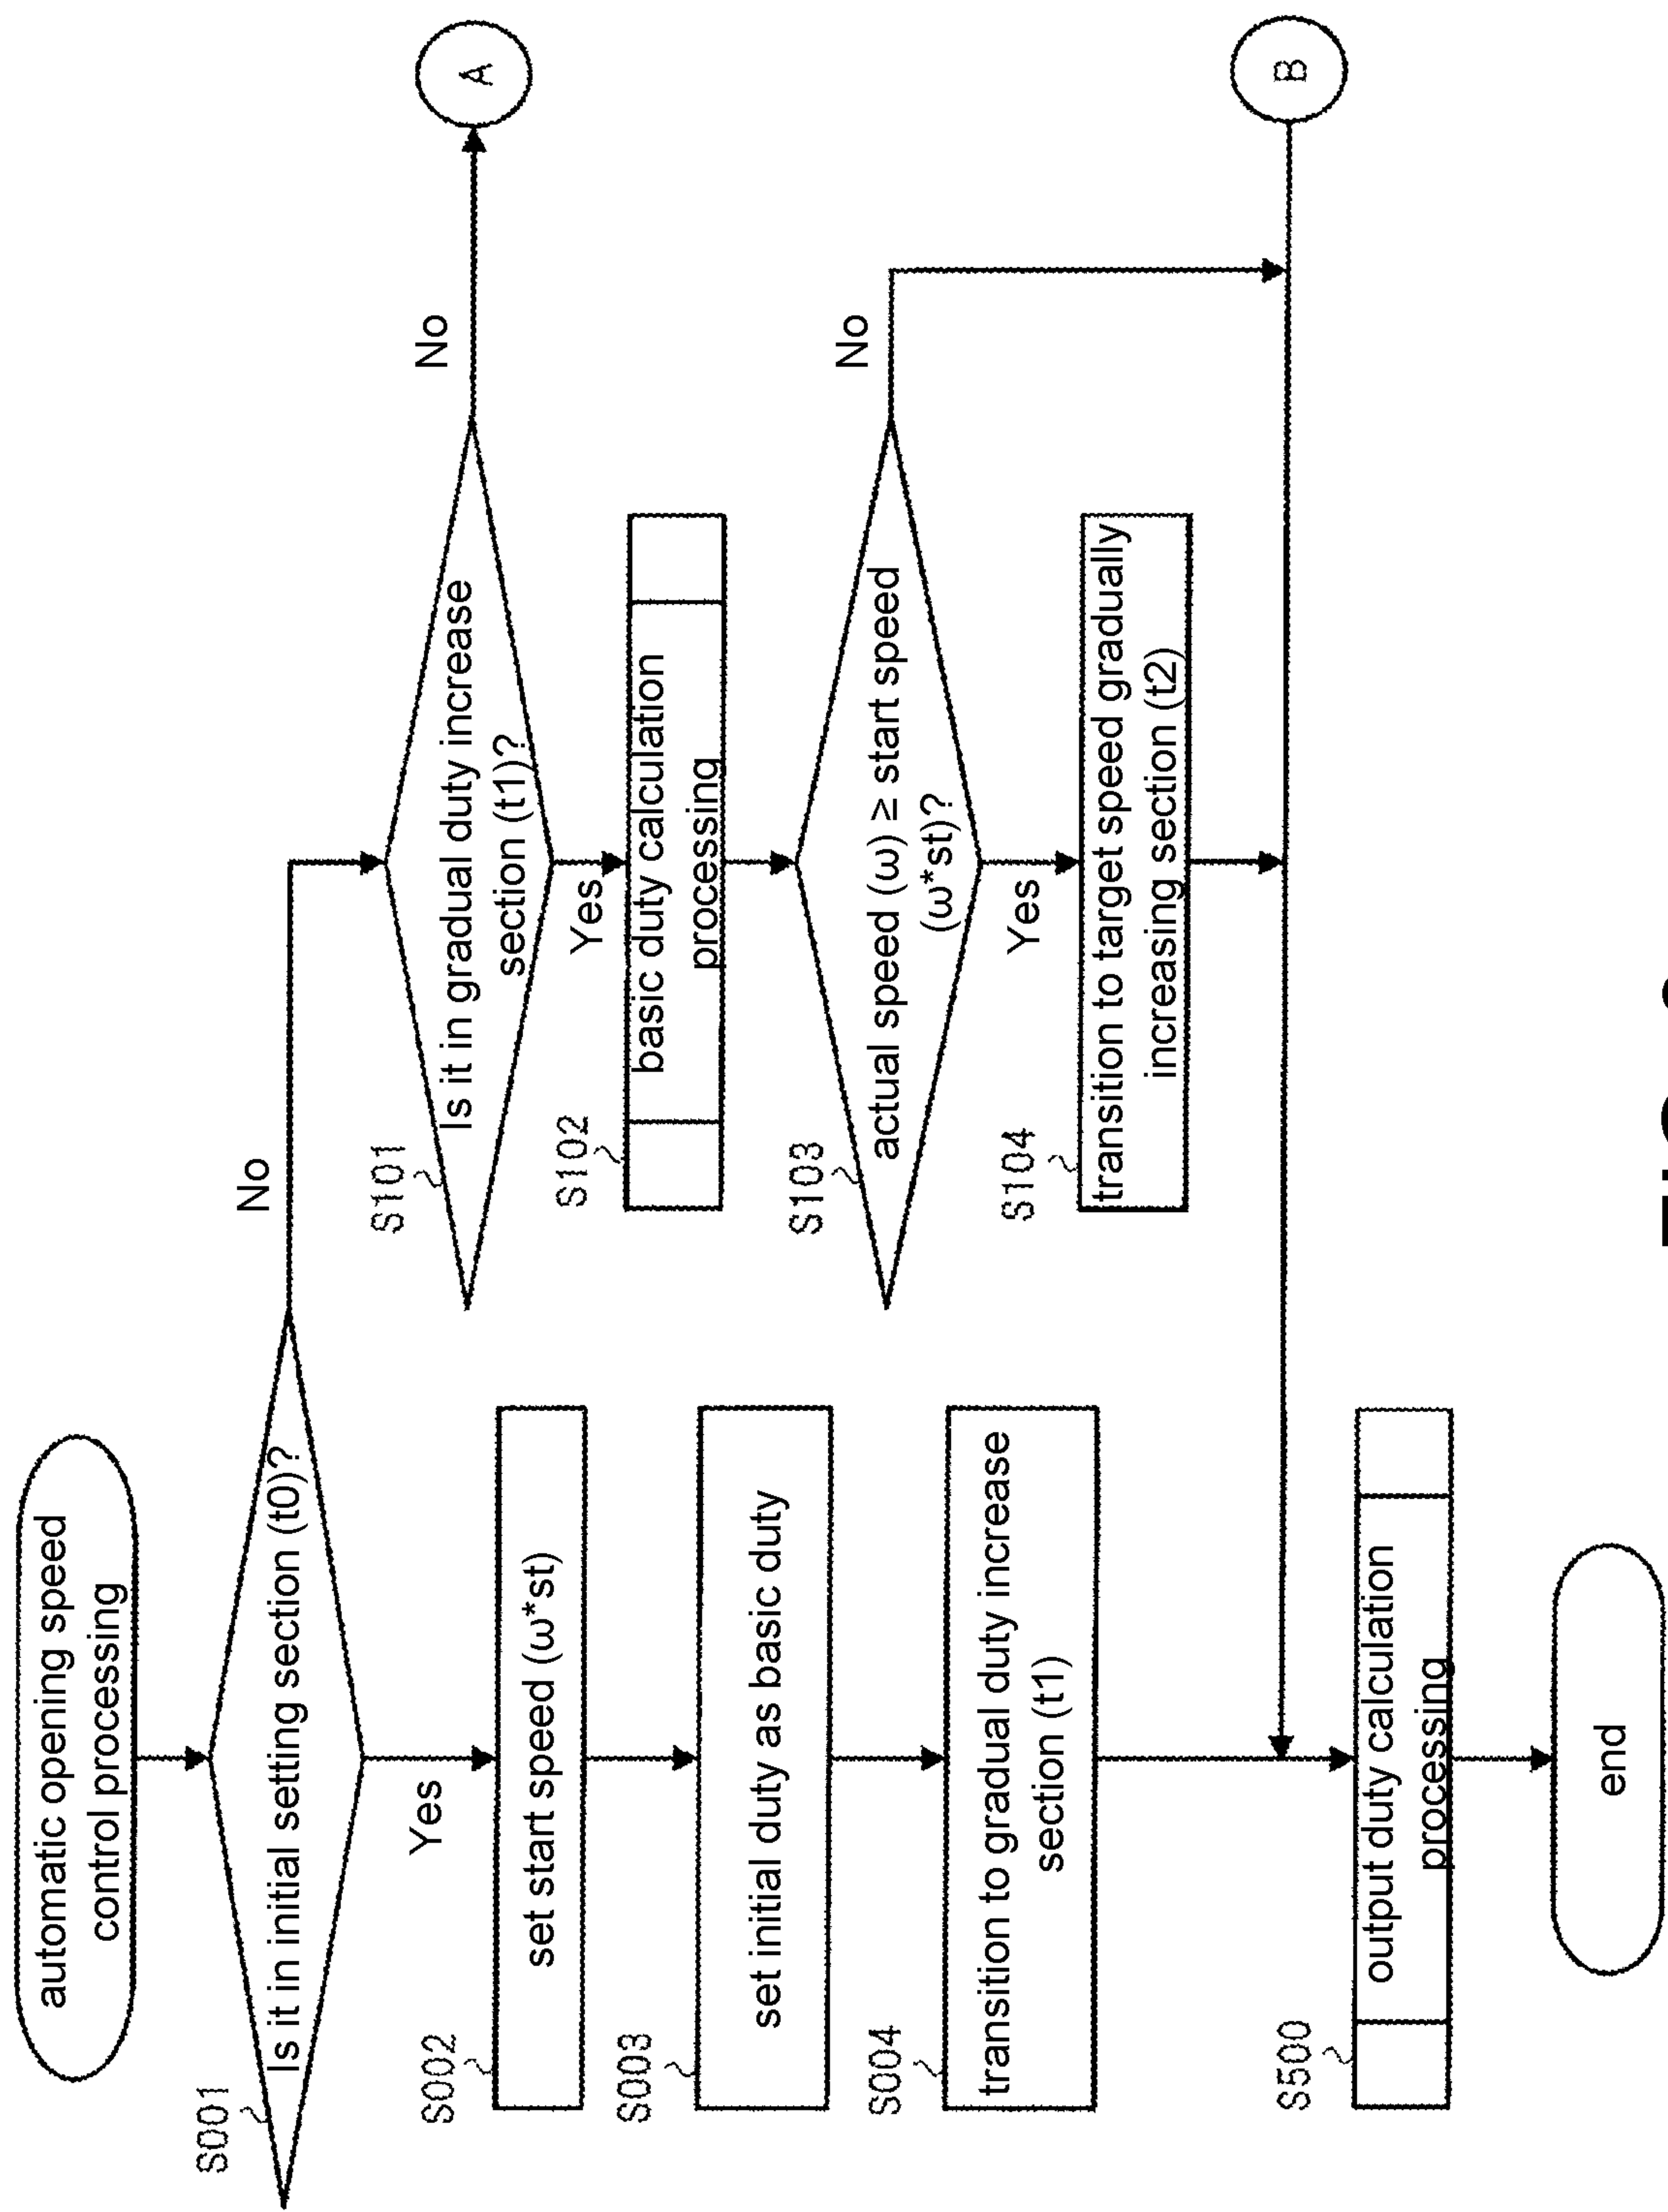 automatic opening speed
control processing
S001
Is it in initial setting section (t0)?
No
Yes
S002
set start speed (ω*st)
S003
set initial duty as basic duty
S004
transition to gradual duty increase
section (t1)
S101
Is it in gradual duty increase
section (t1)?
No
A
Yes
S102
basic duty calculation
processing
S103
actual speed (ω) ≥ start speed
(ω*st)?
No
Yes
S104
transition to target speed gradually
increasing section (t2)
B
S500
output duty calculation
processing
end